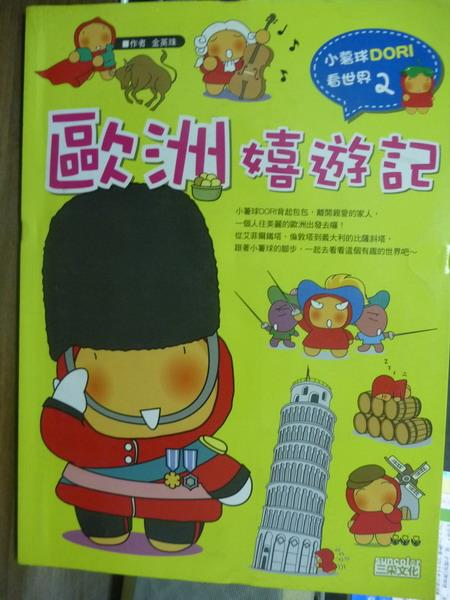 ■作者 金英珠
小薯球DORI
看世界2
歐洲嬉遊記
小薯球DORI背起包包，離開親愛的家人，
一個人往美麗的歐洲出發去囉！
從艾菲爾鐵塔、倫敦塔到義大利的比薩斜塔，
跟著小薯球的腳步，一起去看看這個有趣的世界吧～
suncolor
三采文化